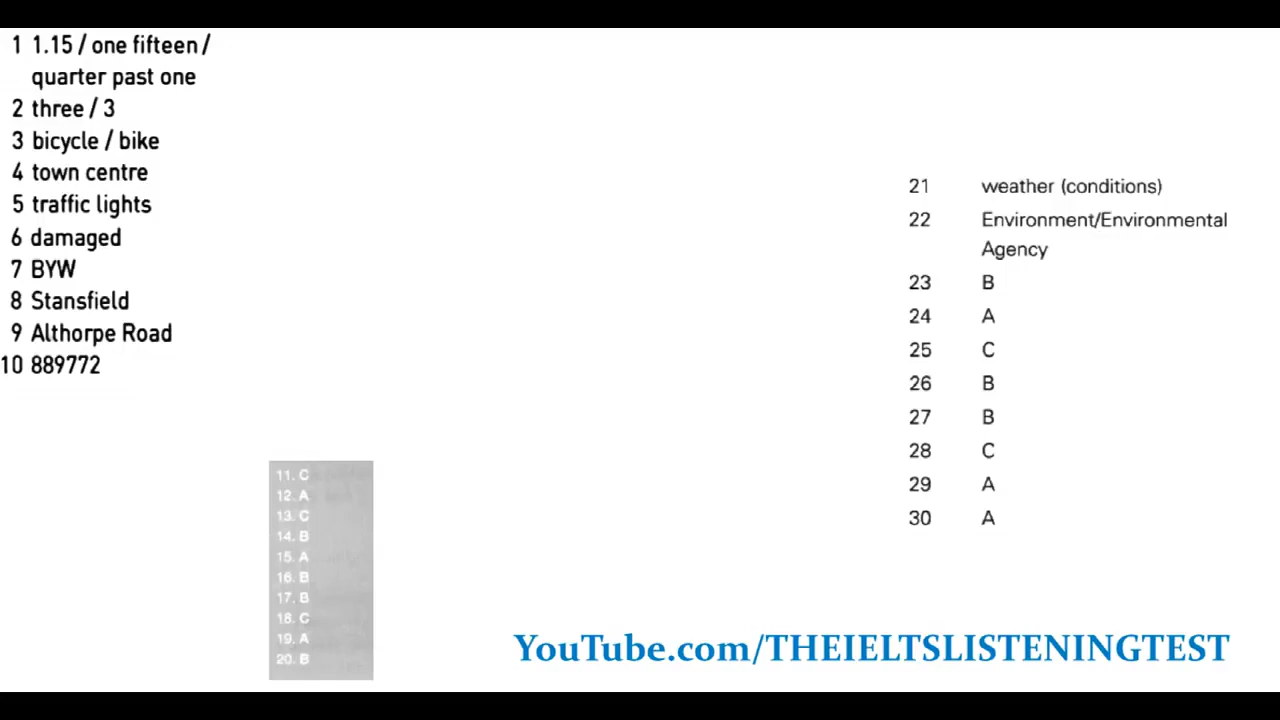 1 1.15 / one fifteen /
quarter past one
2 three / 3
3 bicycle / bike
4 town centre
5 traffic lights
6 damaged
7 BYW
8 Stansfield
9 Althorpe Road
10 889772
11. C
12. A
13. C
14. B
15. A
16. B
17. B
18. C
19. A
20. B
21 weather (conditions)
22 Environment/Environmental
Agency
23 B
24 A
25 C
26 B
27 B
28 C
29 A
30 A
YouTube.com/THEIELTSLISTENINGTEST